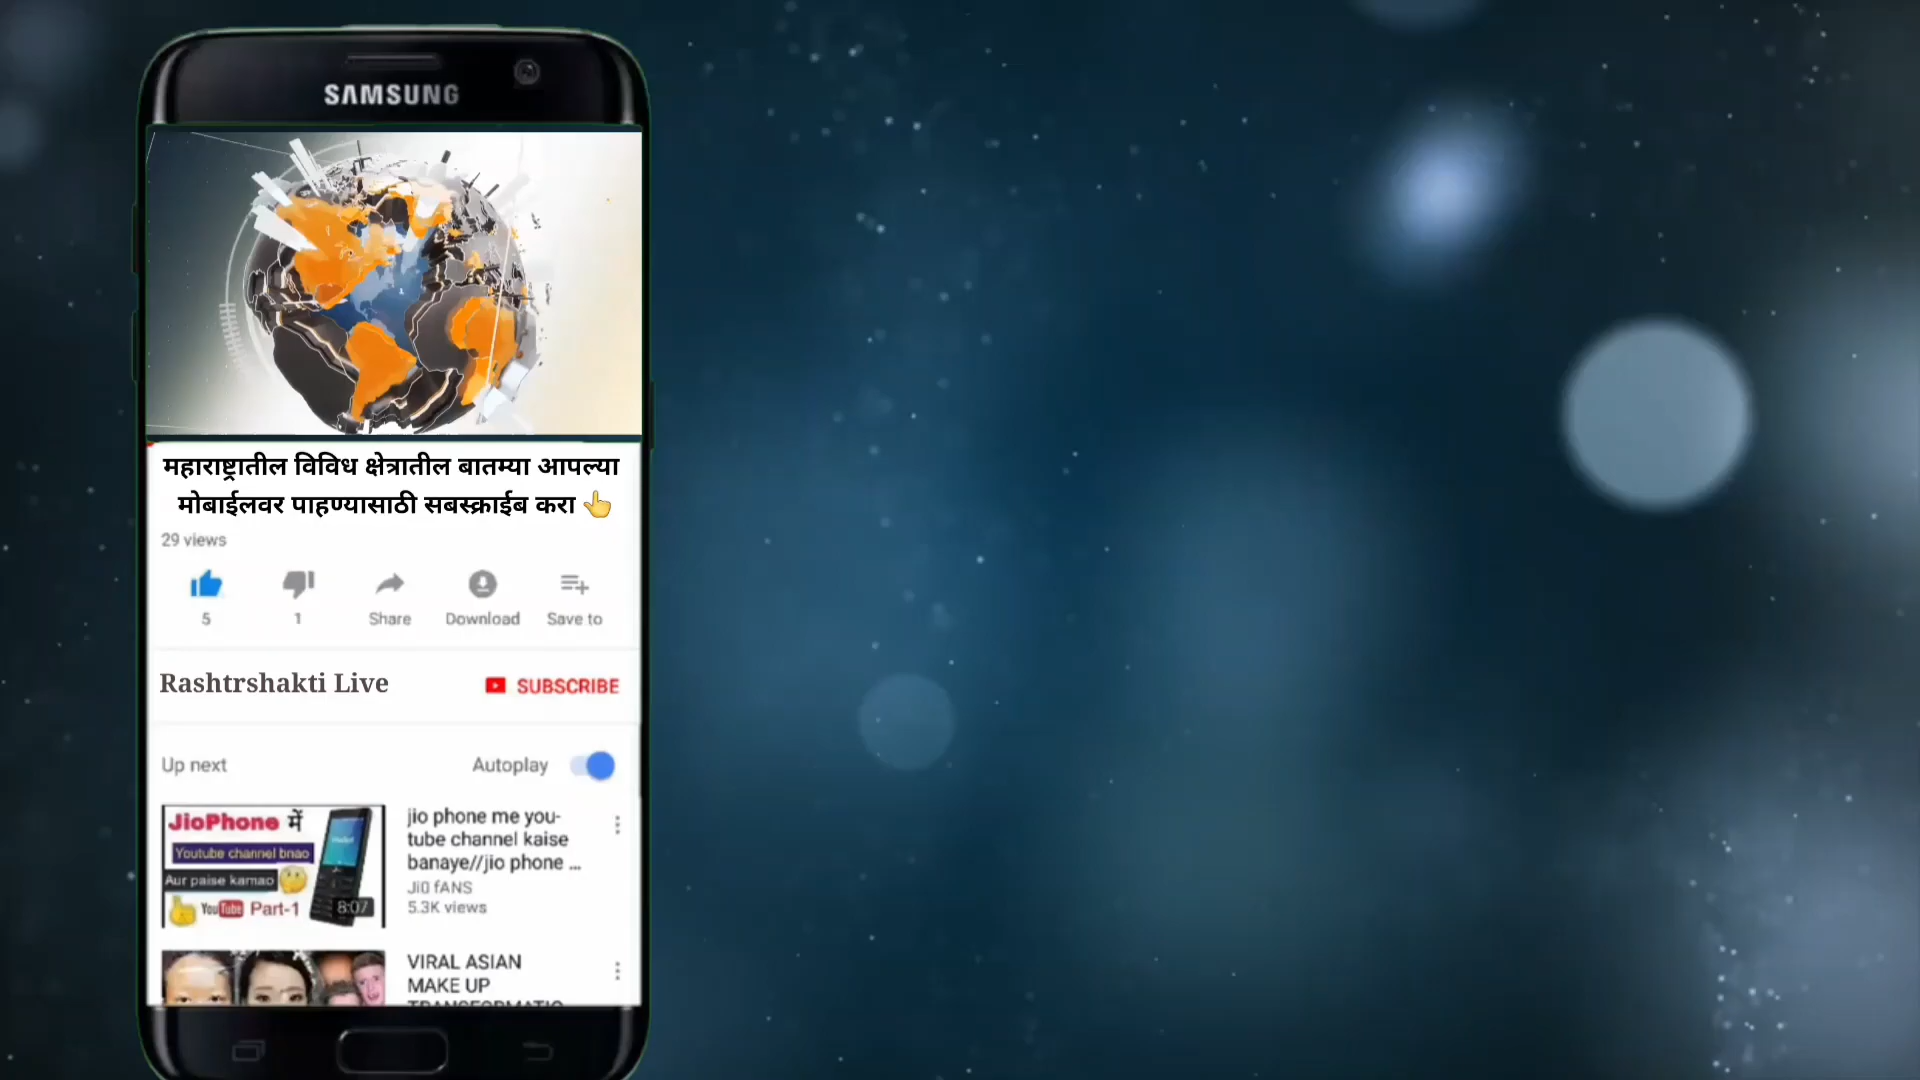 SAMSUNG
महाराष्ट्रातील विविध क्षेत्रातील बातम्या आपल्या
मोबाईलवर पाहण्यासाठी सबस्क्राईब करा 👆
29 views
5
1
Share
Download
Save to
Rashtrshakti Live
SUBSCRIBE
Up next
Autoplay
JioPhone में
Youtube channel bnao
Aur paise kamao
YouTube Part-1
8:07
jio phone me you-
tube channel kaise
banaye//jio phone ...
Ji0 fANS
5.3K views
VIRAL ASIAN
MAKE UP